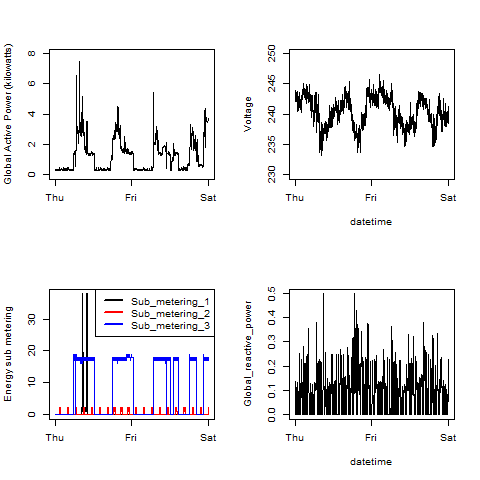 Global Active Power (kilowatts)
0 2 4 6 8
Thu Fri Sat
Voltage
230 235 240 245 250
Thu Fri Sat
datetime
Energy sub metering
0 10 20 30
Sub_metering_1
Sub_metering_2
Sub_metering_3
Thu Fri Sat
Global_reactive_power
0.0 0.1 0.2 0.3 0.4 0.5
Thu Fri Sat
datetime